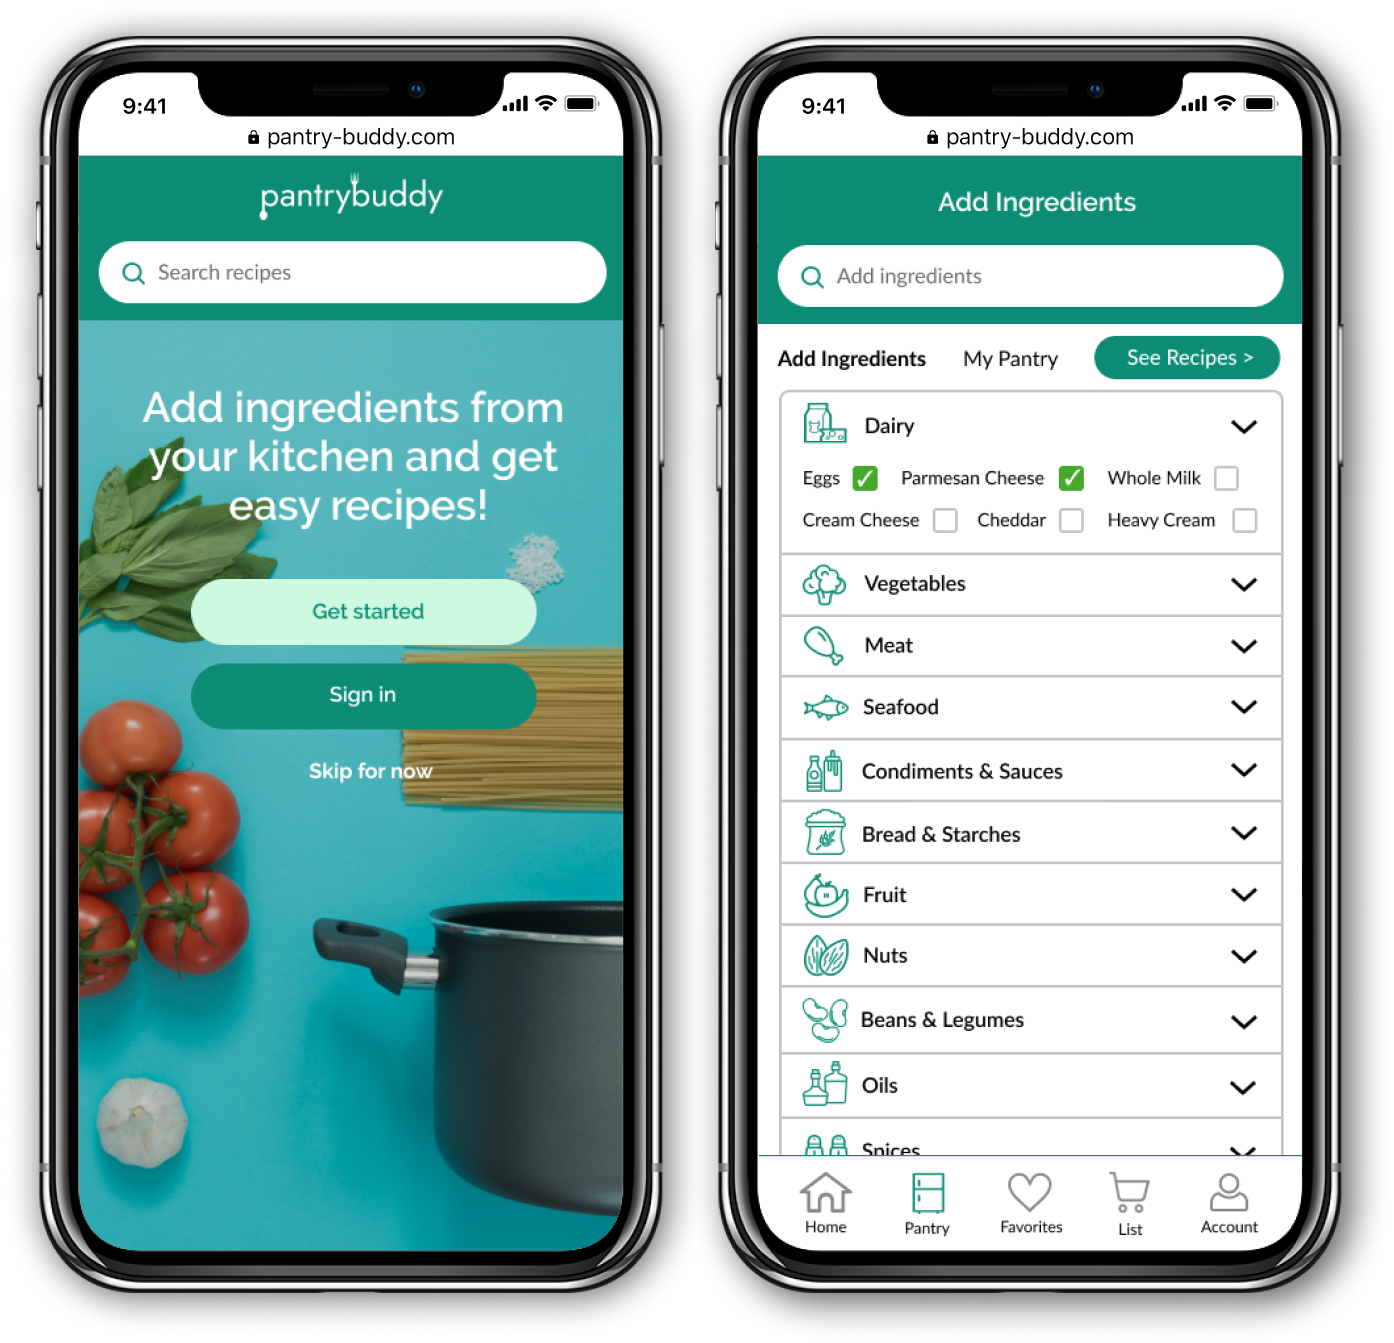 9:41
pantry-buddy.com
pantrybuddy
Search recipes
Add ingredients from
your kitchen and get
easy recipes!
Get started
Sign in
Skip for now
9:41
pantry-buddy.com
Add Ingredients
Add ingredients
Add Ingredients My Pantry See Recipes >
Dairy
Eggs Parmesan Cheese Whole Milk
Cream Cheese Cheddar Heavy Cream
Vegetables
Meat
Seafood
Condiments & Sauces
Bread & Starches
Fruit
Nuts
Beans & Legumes
Oils
Spices
Home Pantry Favorites List Account